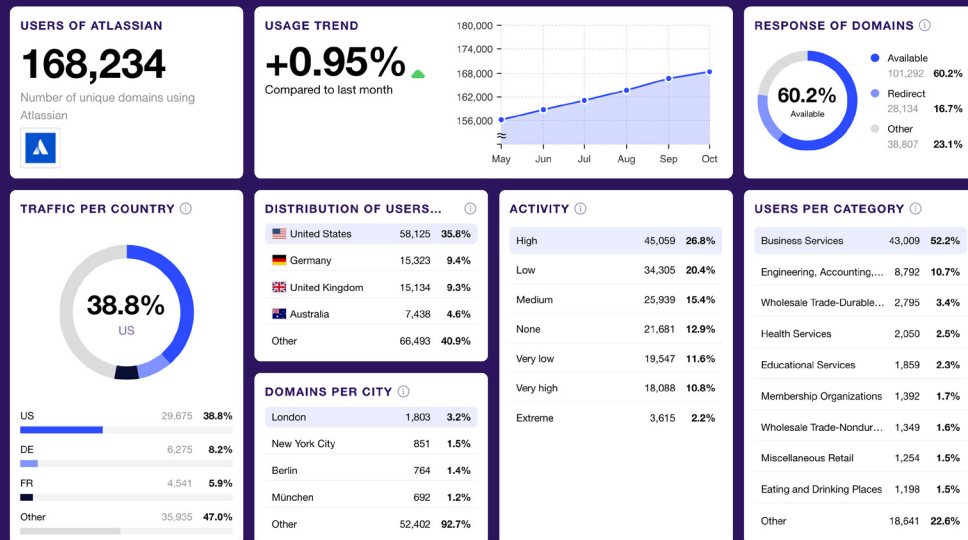 USERS OF ATLASSIAN
168,234
Number of unique domains using
Atlassian
USAGE TREND
+0.95%
Compared to last month
180,000
174,000
168,000
162,000
156,000
May Jun Jul Aug Sep Oct
RESPONSE OF DOMAINS
60.2%
Available
Available
101,292 60.2%
Redirect
28,134 16.7%
Other
38,807 23.1%
TRAFFIC PER COUNTRY
38.8%
US
US 29,675 38.8%
DE 6,275 8.2%
FR 4,541 5.9%
Other 35,935 47.0%
DISTRIBUTION OF USERS...
United States 58,125 35.8%
Germany 15,323 9.4%
United Kingdom 15,134 9.3%
Australia 7,438 4.6%
Other 66,493 40.9%
DOMAINS PER CITY
London 1,803 3.2%
New York City 851 1.5%
Berlin 764 1.4%
München 692 1.2%
Other 52,402 92.7%
ACTIVITY
High 45,059 26.8%
Low 34,305 20.4%
Medium 25,939 15.4%
None 21,681 12.9%
Very low 19,547 11.6%
Very high 18,088 10.8%
Extreme 3,615 2.2%
USERS PER CATEGORY
Business Services 43,009 52.2%
Engineering, Accounting,... 8,792 10.7%
Wholesale Trade-Durable... 2,795 3.4%
Health Services 2,050 2.5%
Educational Services 1,859 2.3%
Membership Organizations 1,392 1.7%
Wholesale Trade-Nondur... 1,349 1.6%
Miscellaneous Retail 1,254 1.5%
Eating and Drinking Places 1,198 1.5%
Other 18,641 22.6%